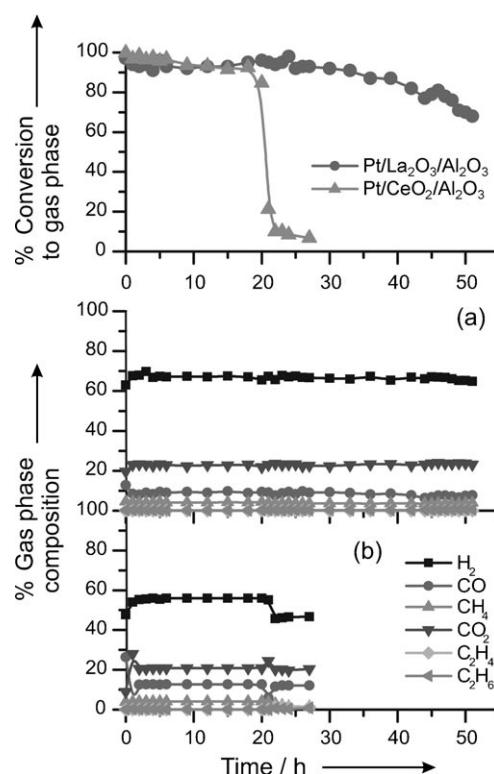 % Conversion
to gas phase
100
80
60
40
20
0
Pt/La₂O₃/Al₂O₃
Pt/CeO₂/Al₂O₃
0 10 20 30 40 50
(a)
% Gas phase
composition
100
80
60
40
20
100
80
60
40
20
0
(b)
H₂
CO
CH₄
CO₂
C₂H₄
C₂H₆
0 10 20 30 40 50
Time / h